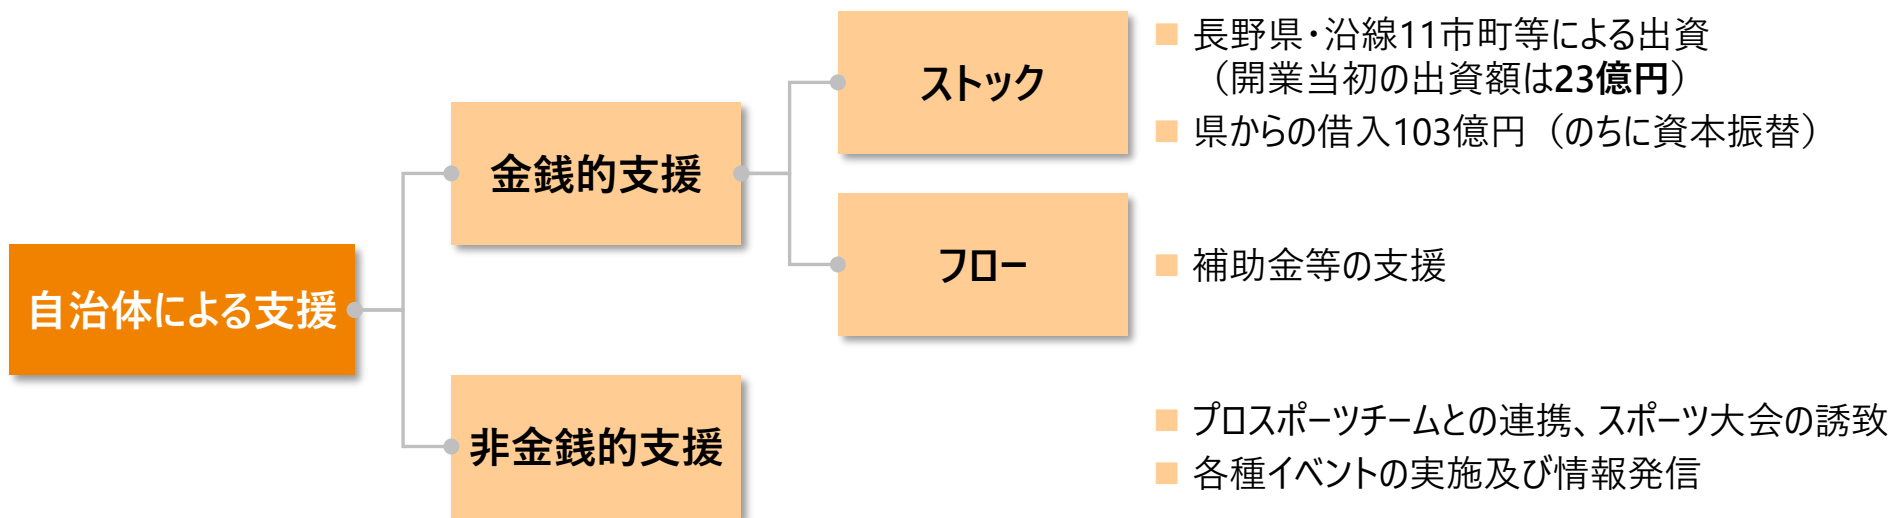 自治体による支援
金銭的支援
ストック
■ 長野県・沿線11市町等による出資
（開業当初の出資額は23億円）
■ 県からの借入103億円（のちに資本振替）
フロー
■ 補助金等の支援
非金銭的支援
■ プロスポーツチームとの連携、スポーツ大会の誘致
■ 各種イベントの実施及び情報発信